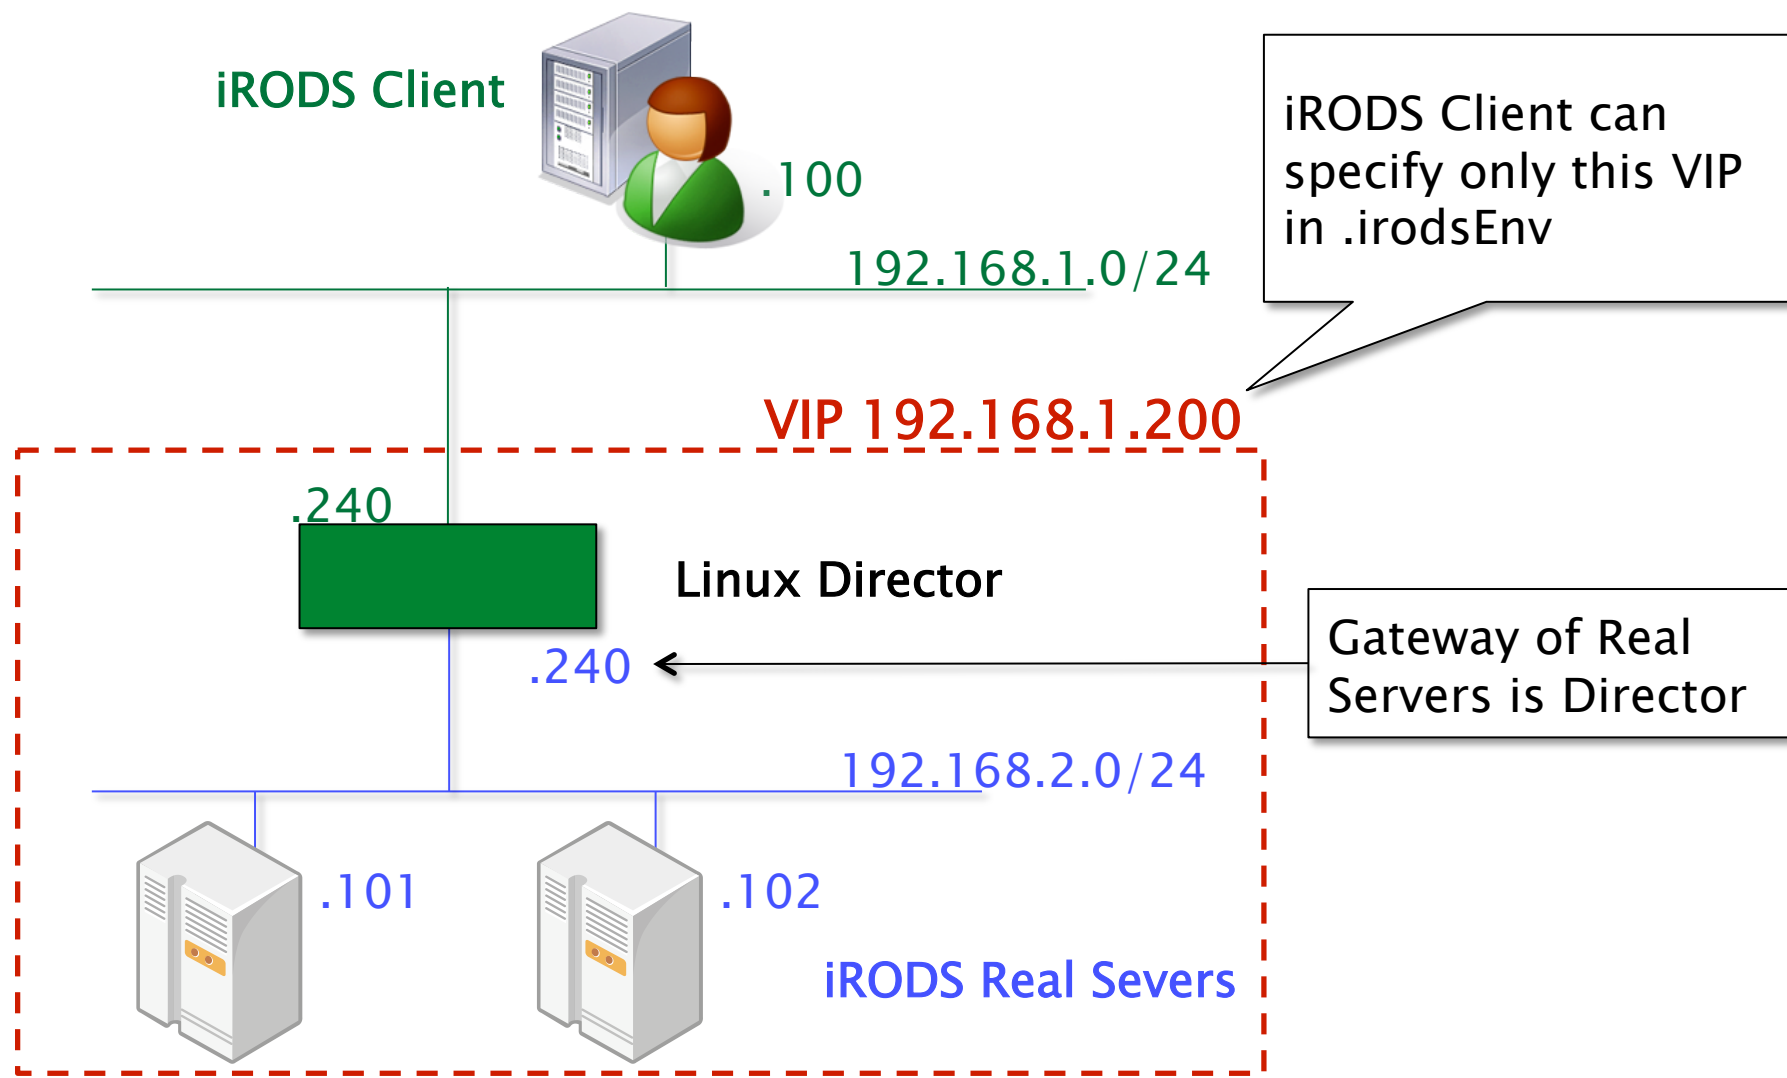 iRODS Client
.100
192.168.1.0/24
iRODS Client can
specify only this VIP
in .irodsEnv
VIP 192.168.1.200
.240
Linux Director
.240
Gateway of Real
Servers is Director
192.168.2.0/24
.101
.102
iRODS Real Severs